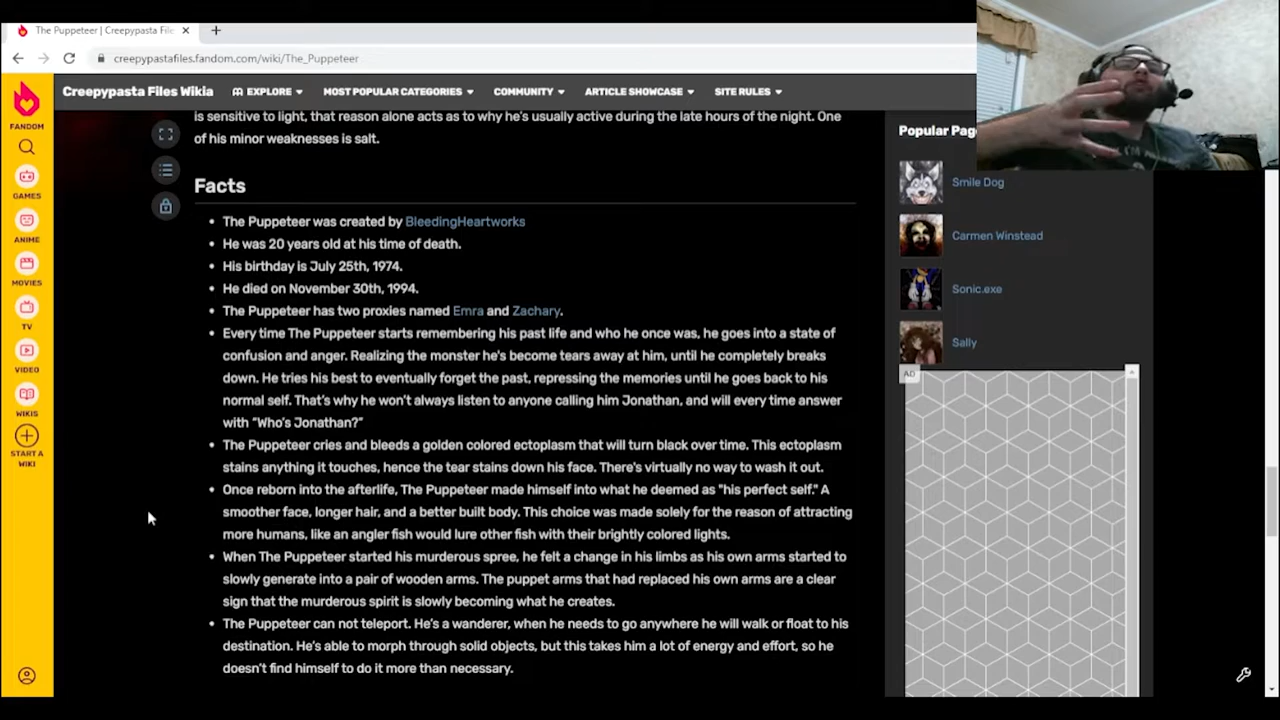 The Puppeteer | Creepypasta File
creepypastafiles.fandom.com/wiki/The_Puppeteer
Creepypasta Files Wikia
EXPLORE
MOST POPULAR CATEGORIES
COMMUNITY
ARTICLE SHOWCASE
SITE RULES
FANDOM
GAMES
ANIME
MOVIES
TV
VIDEO
WIKIS
START A
WIKI
is sensitive to light, that reason alone acts as to why he's usually active during the late hours of the night. One
of his minor weaknesses is salt.
Facts
The Puppeteer was created by BleedingHeartworks
He was 20 years old at his time of death.
His birthday is July 25th, 1974.
He died on November 30th, 1994.
The Puppeteer has two proxies named Emra and Zachary.
Every time The Puppeteer starts remembering his past life and who he once was, he goes into a state of
confusion and anger. Realizing the monster he's become tears away at him, until he completely breaks
down. He tries his best to eventually forget the past, repressing the memories until he goes back to his
normal self. That's why he won't always listen to anyone calling him Jonathan, and will every time answer
with "Who's Jonathan?"
The Puppeteer cries and bleeds a golden colored ectoplasm that will turn black over time. This ectoplasm
stains anything it touches, hence the tear stains down his face. There's virtually no way to wash it out.
Once reborn into the afterlife, The Puppeteer made himself into what he deemed as "his perfect self." A
smoother face, longer hair, and a better built body. This choice was made solely for the reason of attracting
more humans, like an angler fish would lure other fish with their brightly colored lights.
When The Puppeteer started his murderous spree, he felt a change in his limbs as his own arms started to
slowly generate into a pair of wooden arms. The puppet arms that had replaced his own arms are a clear
sign that the murderous spirit is slowly becoming what he creates.
The Puppeteer can not teleport. He's a wanderer, when he needs to go anywhere he will walk or float to his
destination. He's able to morph through solid objects, but this takes him a lot of energy and effort, so he
doesn't find himself to do it more than necessary.
Popular Pag
Smile Dog
Carmen Winstead
Sonic.exe
Sally
AD